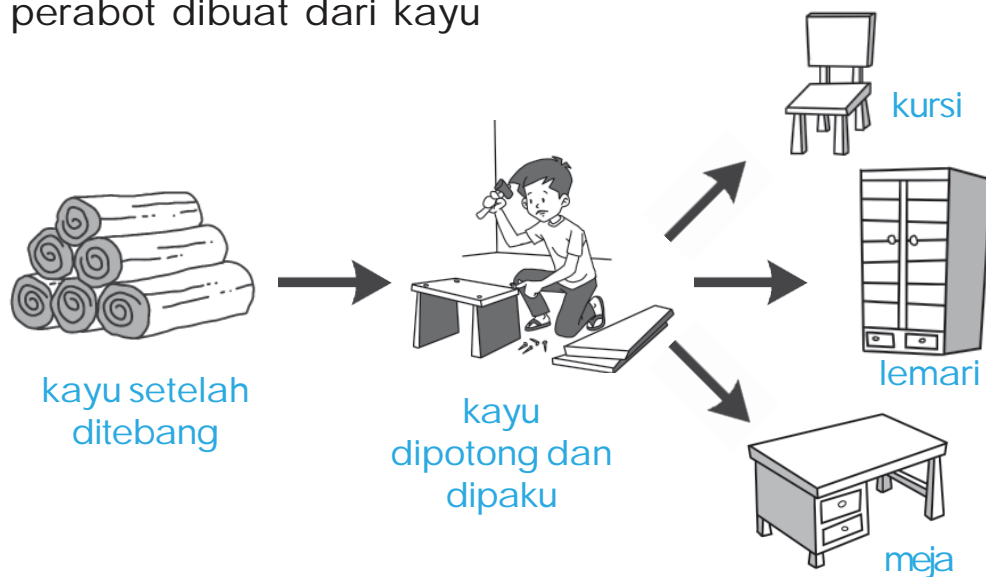 perabot dibuat dari kayu
kursi
lemari
kayu setelah
ditebang
kayu
dipotong dan
dipaku
meja